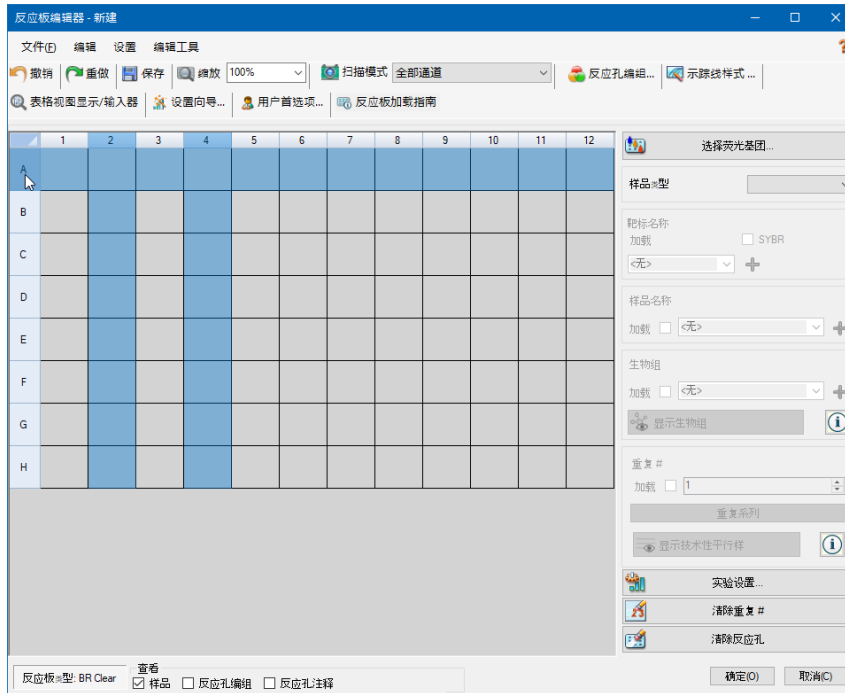 反应板编辑器 - 新建
文件(F) 编辑 设置 编辑工具 ?
撤销 重做 保存 缩放 100% 扫描模式 全部通道 反应孔编组... 示踪线样式 ...
表格视图显示/输入器 设置向导... 用户首选项... 反应板加载指南
1 2 3 4 5 6 7 8 9 10 11 12
A
B
C
D
E
F
G
H
选择荧光基团...
样品类型
靶标名称
加载 SYBR
<无>
样品名称
加载 <无>
生物组
加载 <无>
显示生物组
重复 #
加载 1
重复系列
显示技术性平行样
实验设置...
清除重复 #
清除反应孔
反应板类型: BR Clear
查看
样品 反应孔编组 反应孔注释
确定(O) 取消(C)